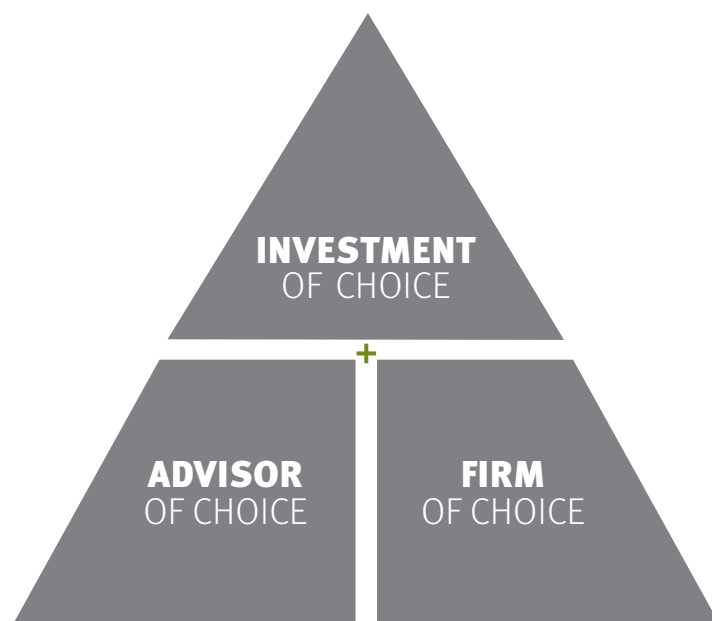 INVESTMENT
OF CHOICE
+
ADVISOR
OF CHOICE
FIRM
OF CHOICE